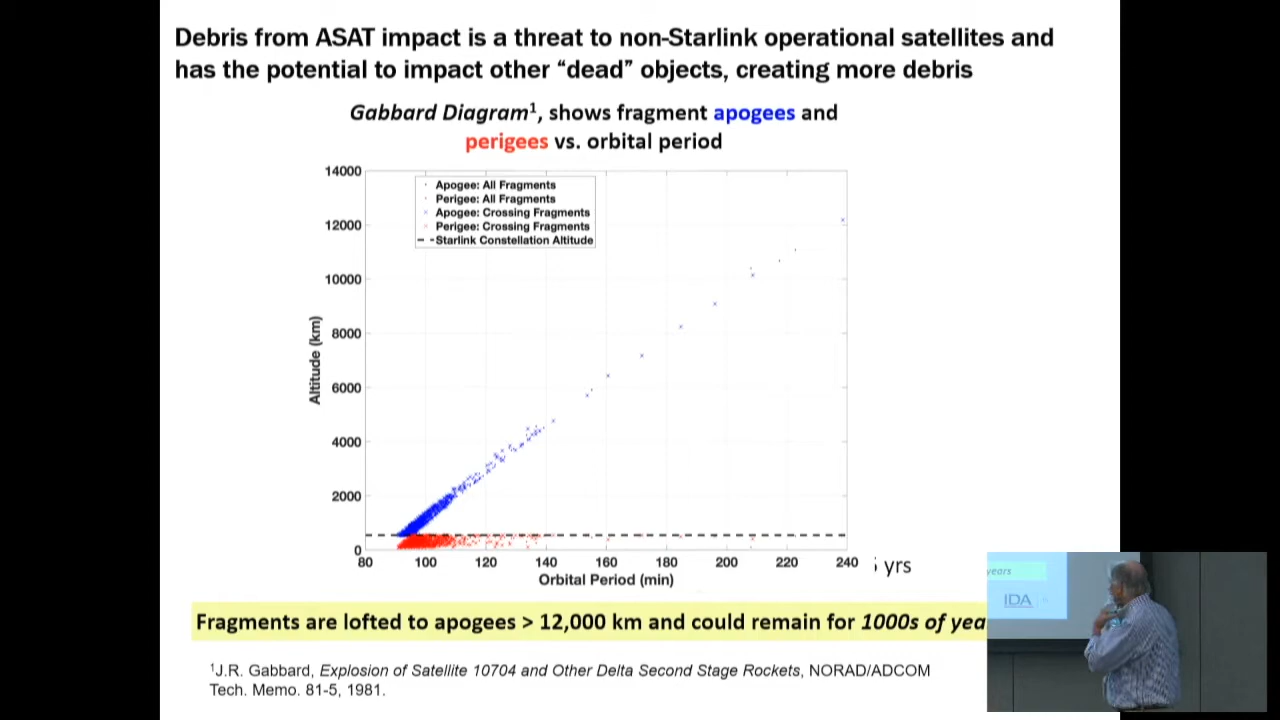 Debris from ASAT impact is a threat to non-Starlink operational satellites and
has the potential to impact other “dead” objects, creating more debris
Gabbard Diagram¹, shows fragment apogees and
perigees vs. orbital period
14000
12000
10000
8000
6000
4000
2000
0
Altitude (km)
Apogee: All Fragments
Perigee: All Fragments
Apogee: Crossing Fragments
Perigee: Crossing Fragments
Starlink Constellation Altitude
80 100 120 140 160 180 200 220 240
Orbital Period (min)
yrs
Fragments are lofted to apogees > 12,000 km and could remain for 1000s of yea
¹J.R. Gabbard, Explosion of Satellite 10704 and Other Delta Second Stage Rockets, NORAD/ADCOM
Tech. Memo. 81-5, 1981.
years
IDA